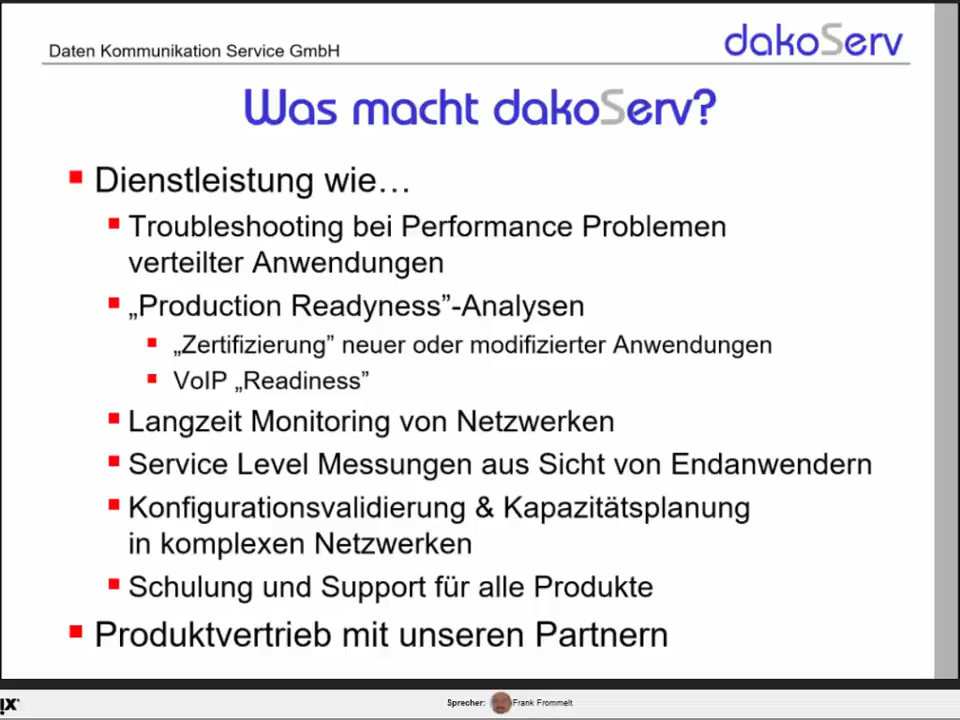 Daten Kommunikation Service GmbH
dakoServ
Was macht dakoServ?
Dienstleistung wie…
Troubleshooting bei Performance Problemen
verteilter Anwendungen
„Production Readyness”-Analysen
„Zertifizierung” neuer oder modifizierter Anwendungen
VoIP „Readiness”
Langzeit Monitoring von Netzwerken
Service Level Messungen aus Sicht von Endanwendern
Konfigurationsvalidierung & Kapazitätsplanung
in komplexen Netzwerken
Schulung und Support für alle Produkte
Produktvertrieb mit unseren Partnern
Sprecher: Frank Frommelt